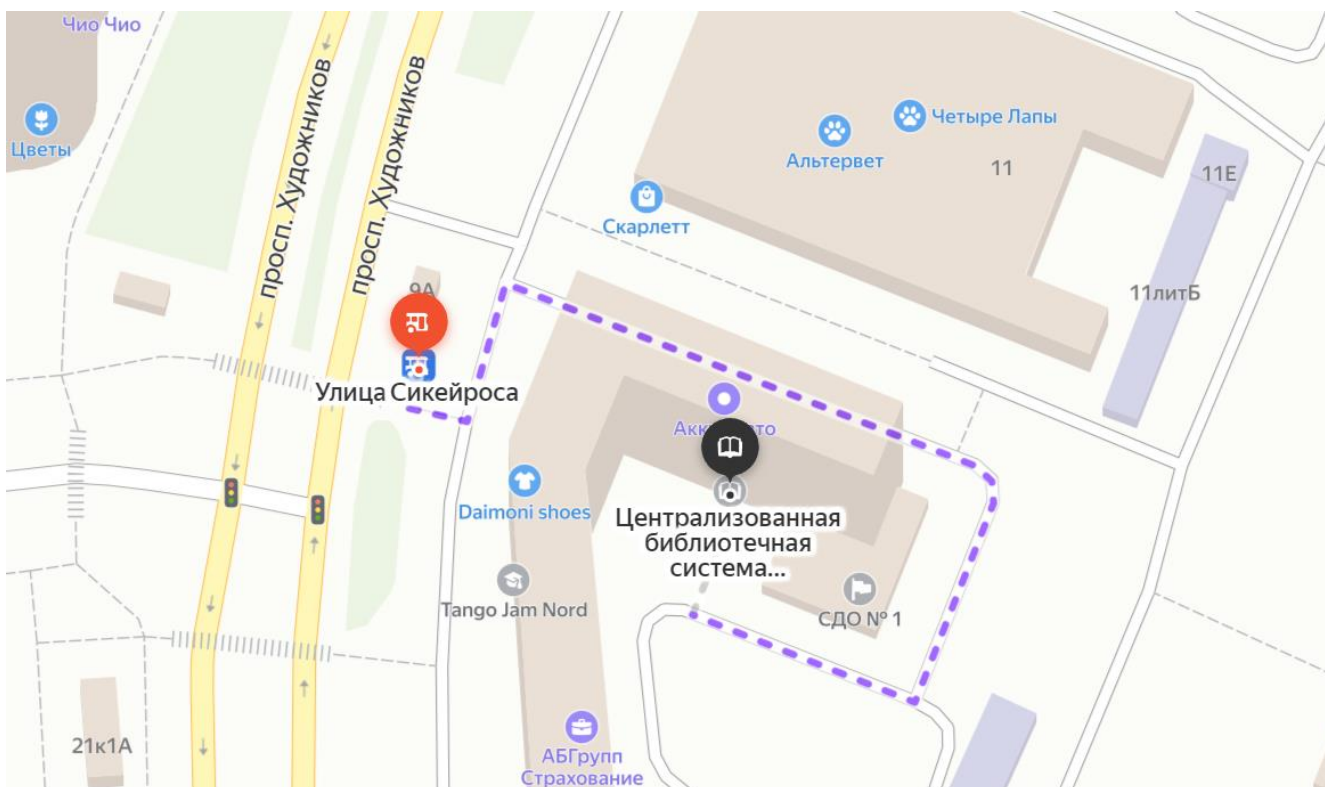 Чио Чио
просп. Художников
просп. Художников
Цветы
Четыре Лапы
Альтервет
11
11Е
Скарлетт
9А
11литБ
Улица Сикейроса
Daimoni shoes
Централизованная
библиотечная
система...
Tango Jam Nord
СДО № 1
21к1А
АБГрупп
Страхование